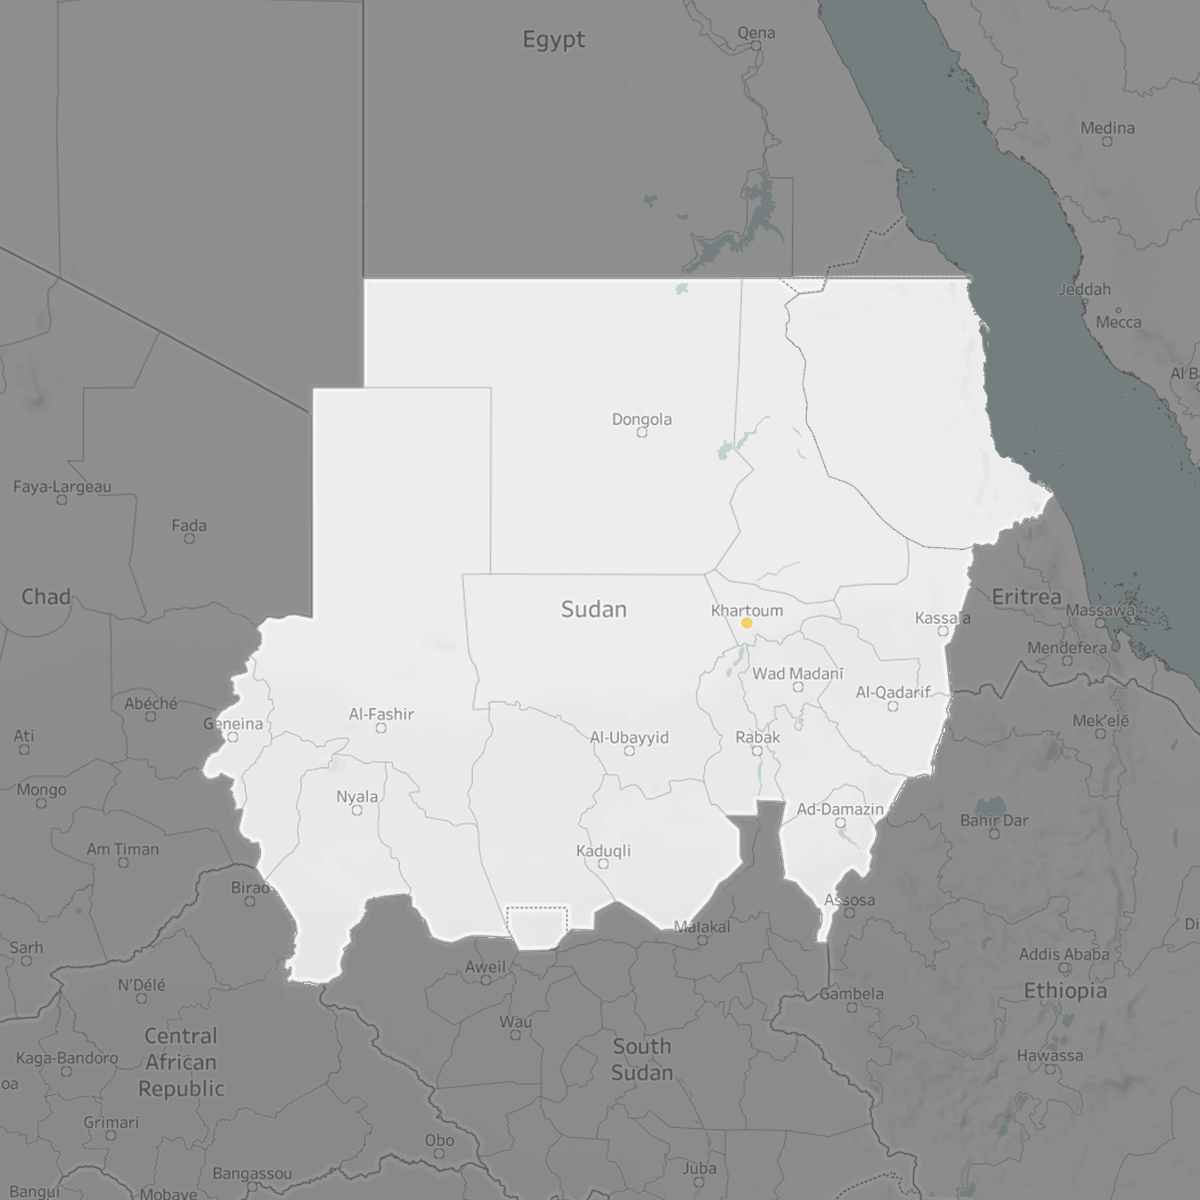 Egypt
Qena
Medina
Jeddah
Mecca
Al B
Dongola
Faya-Largeau
Fada
Chad
Sudan
Khartoum
Kassala
Eritrea
Massawa
Mendefera
Wad Madanī
Al-Qadarif
Abéché
Geneina
Al-Fashir
Al-Ubayyid
Rabak
Mek'elē
Ati
Mongo
Nyala
Ad-Damazin
Bahir Dar
Am Timan
Kaduqli
Birao
Assosa
Malakal
Di
Sarh
Aweil
Addis Ababa
N'Délé
Gambela
Ethiopia
Wau
Central
African
Republic
South
Sudan
Kaga-Bandoro
Hawassa
oa
Grimari
Obo
Bangassou
Juba
Bangui
Mobaye